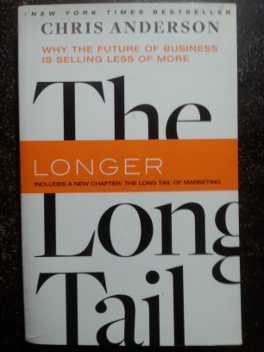 NEW YORK TIMES BESTSELLER
CHRIS ANDERSON
WHY THE FUTURE OF BUSINESS
IS SELLING LESS OF MORE
The
LONGER
INCLUDES A NEW CHAPTER: THE LONG TAIL OF MARKETING
Long
Tail